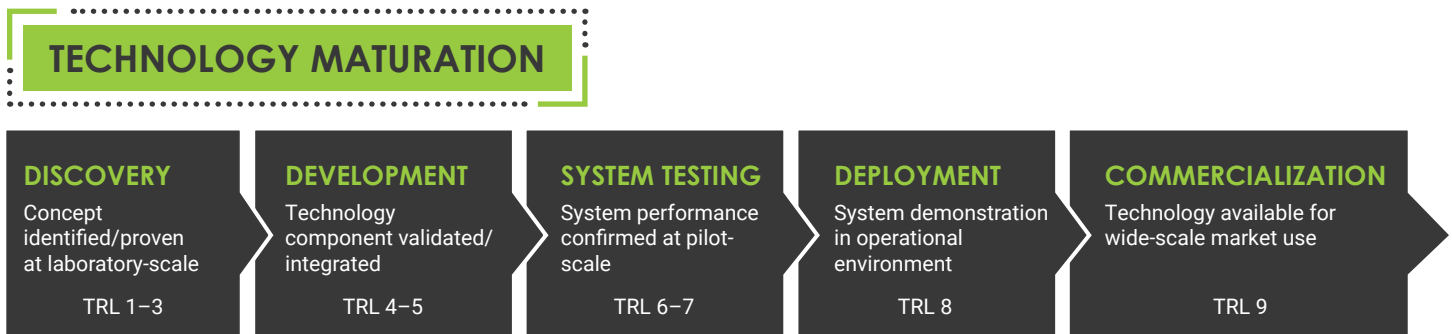 TECHNOLOGY MATURATION
DISCOVERY
Concept
identified/proven
at laboratory-scale
TRL 1–3
DEVELOPMENT
Technology
component validated/
integrated
TRL 4–5
SYSTEM TESTING
System performance
confirmed at pilot-
scale
TRL 6–7
DEPLOYMENT
System demonstration
in operational
environment
TRL 8
COMMERCIALIZATION
Technology available for
wide-scale market use
TRL 9